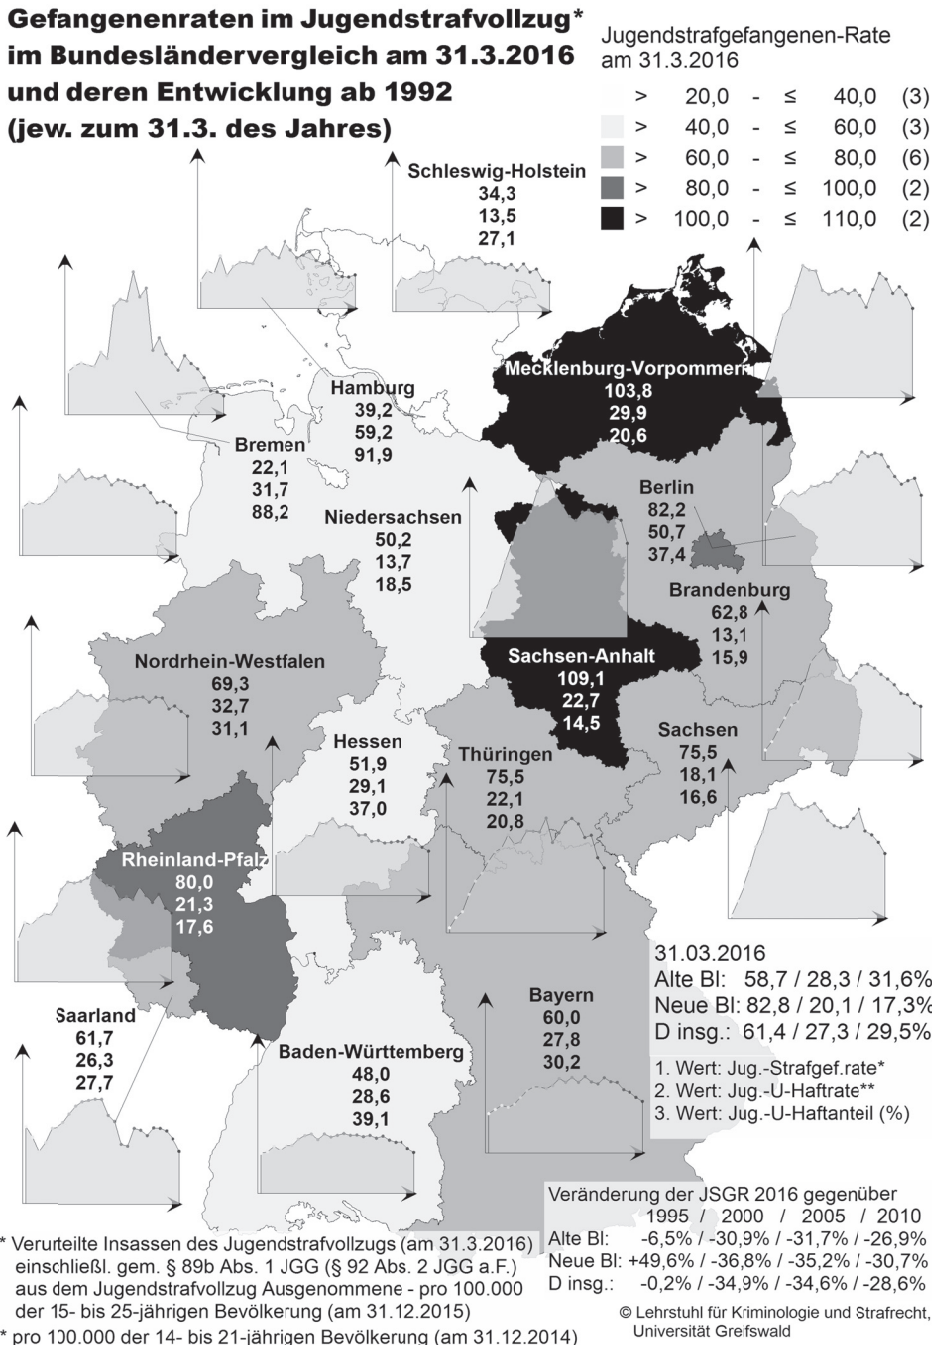 Gefangenenraten im Jugendstrafvollzug*
im Bundesländervergleich am 31.3.2016
und deren Entwicklung ab 1992
(jew. zum 31.3. des Jahres)
Jugendstrafgefangenen-Rate
am 31.3.2016
> 20,0 - ≤ 40,0 (3)
> 40,0 - ≤ 60,0 (3)
> 60,0 - ≤ 80,0 (6)
> 80,0 - ≤ 100,0 (2)
> 100,0 - ≤ 110,0 (2)
Schleswig-Holstein
34,3
13,5
27,1
Mecklenburg-Vorpommern
103,8
29,9
20,6
Hamburg
39,2
59,2
91,9
Bremen
22,1
31,7
88,2
Niedersachsen
50,2
13,7
18,5
Berlin
82,2
50,7
37,4
Brandenburg
62,8
13,1
15,9
Nordrhein-Westfalen
69,3
32,7
31,1
Sachsen-Anhalt
109,1
22,7
14,5
Hessen
51,9
29,1
37,0
Thüringen
75,5
22,1
20,8
Sachsen
75,5
18,1
16,6
Rheinland-Pfalz
80,0
21,3
17,6
Saarland
61,7
26,3
27,7
Baden-Württemberg
48,0
28,6
39,1
Bayern
60,0
27,8
30,2
31.03.2016
Alte Bl: 58,7 / 28,3 / 31,6%
Neue Bl: 82,8 / 20,1 / 17,3%
D insg.: 61,4 / 27,3 / 29,5%
1. Wert: Jug.-Strafgef.rate*
2. Wert: Jug.-U-Haftrate**
3. Wert: Jug.-U-Haftanteil (%)
Veränderung der JSGR 2016 gegenüber
1995 / 2000 / 2005 / 2010
Alte Bl: -6,5% / -30,9% / -31,7% / -26,9%
Neue Bl: +49,6% / -36,8% / -35,2% / -30,7%
D insg.: -0,2% / -34,9% / -34,6% / -28,6%
* Verurteilte Insassen des Jugendstrafvollzugs (am 31.3.2016)
einschließl. gem. § 89b Abs. 1 JGG (§ 92 Abs. 2 JGG a.F.)
aus dem Jugendstrafvollzug Ausgenommene - pro 100.000
der 15- bis 25-jährigen Bevölkerung (am 31.12.2015)
* pro 100.000 der 14- bis 21-jährigen Bevölkerung (am 31.12.2014)
© Lehrstuhl für Kriminologie und Strafrecht,
Universität Greifswald